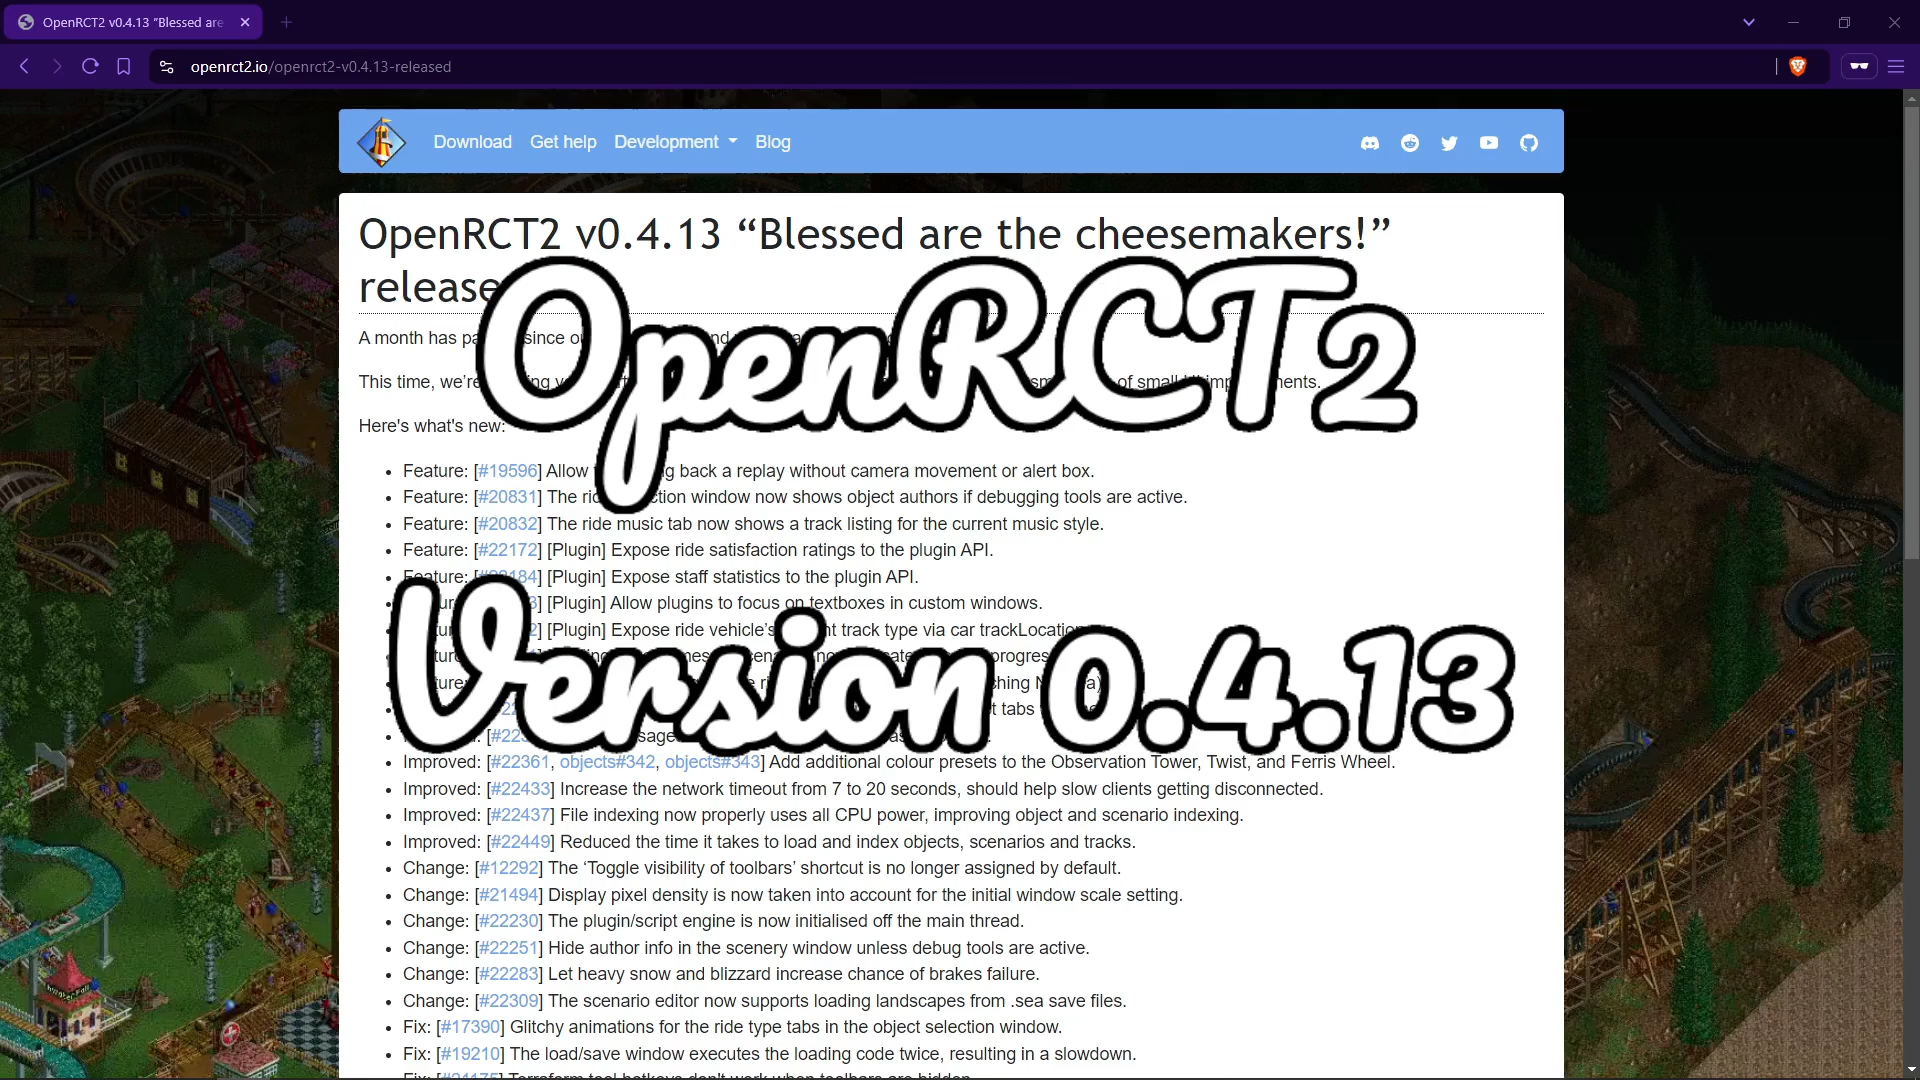 OpenRCT2 v0.4.13 “Blessed are
openrct2.io/openrct2-v0.4.13-released
Download Get help Development Blog
OpenRCT2 v0.4.13 “Blessed are the cheesemakers!”
release
OpenRCT2
A month has since
This time, we're of small
Here's what's new:
Feature: [#19596] Allow back a replay without camera movement or alert box.
Feature: [#20831] The window now shows object authors if debugging tools are active.
Feature: [#20832] The ride music tab now shows a track listing for the current music style.
Feature: [#22172] [Plugin] Expose ride satisfaction ratings to the plugin API.
Feature: [Plugin] Expose staff statistics to the plugin API.
[Plugin] Allow plugins to focus on textboxes in custom windows.
[Plugin] Expose ride vehicle's track type via car trackLocation
Version 0.4.13
tabs
Improved: [#22361, objects#342, objects#343] Add additional colour presets to the Observation Tower, Twist, and Ferris Wheel.
Improved: [#22433] Increase the network timeout from 7 to 20 seconds, should help slow clients getting disconnected.
Improved: [#22437] File indexing now properly uses all CPU power, improving object and scenario indexing.
Improved: [#22449] Reduced the time it takes to load and index objects, scenarios and tracks.
Change: [#12292] The ‘Toggle visibility of toolbars’ shortcut is no longer assigned by default.
Change: [#21494] Display pixel density is now taken into account for the initial window scale setting.
Change: [#22230] The plugin/script engine is now initialised off the main thread.
Change: [#22251] Hide author info in the scenery window unless debug tools are active.
Change: [#22283] Let heavy snow and blizzard increase chance of brakes failure.
Change: [#22309] The scenario editor now supports loading landscapes from .sea save files.
Fix: [#17390] Glitchy animations for the ride type tabs in the object selection window.
Fix: [#19210] The load/save window executes the loading code twice, resulting in a slowdown.
Fix: [#21175] Terraform tool hotkeys don't work when toolbars are hidden.